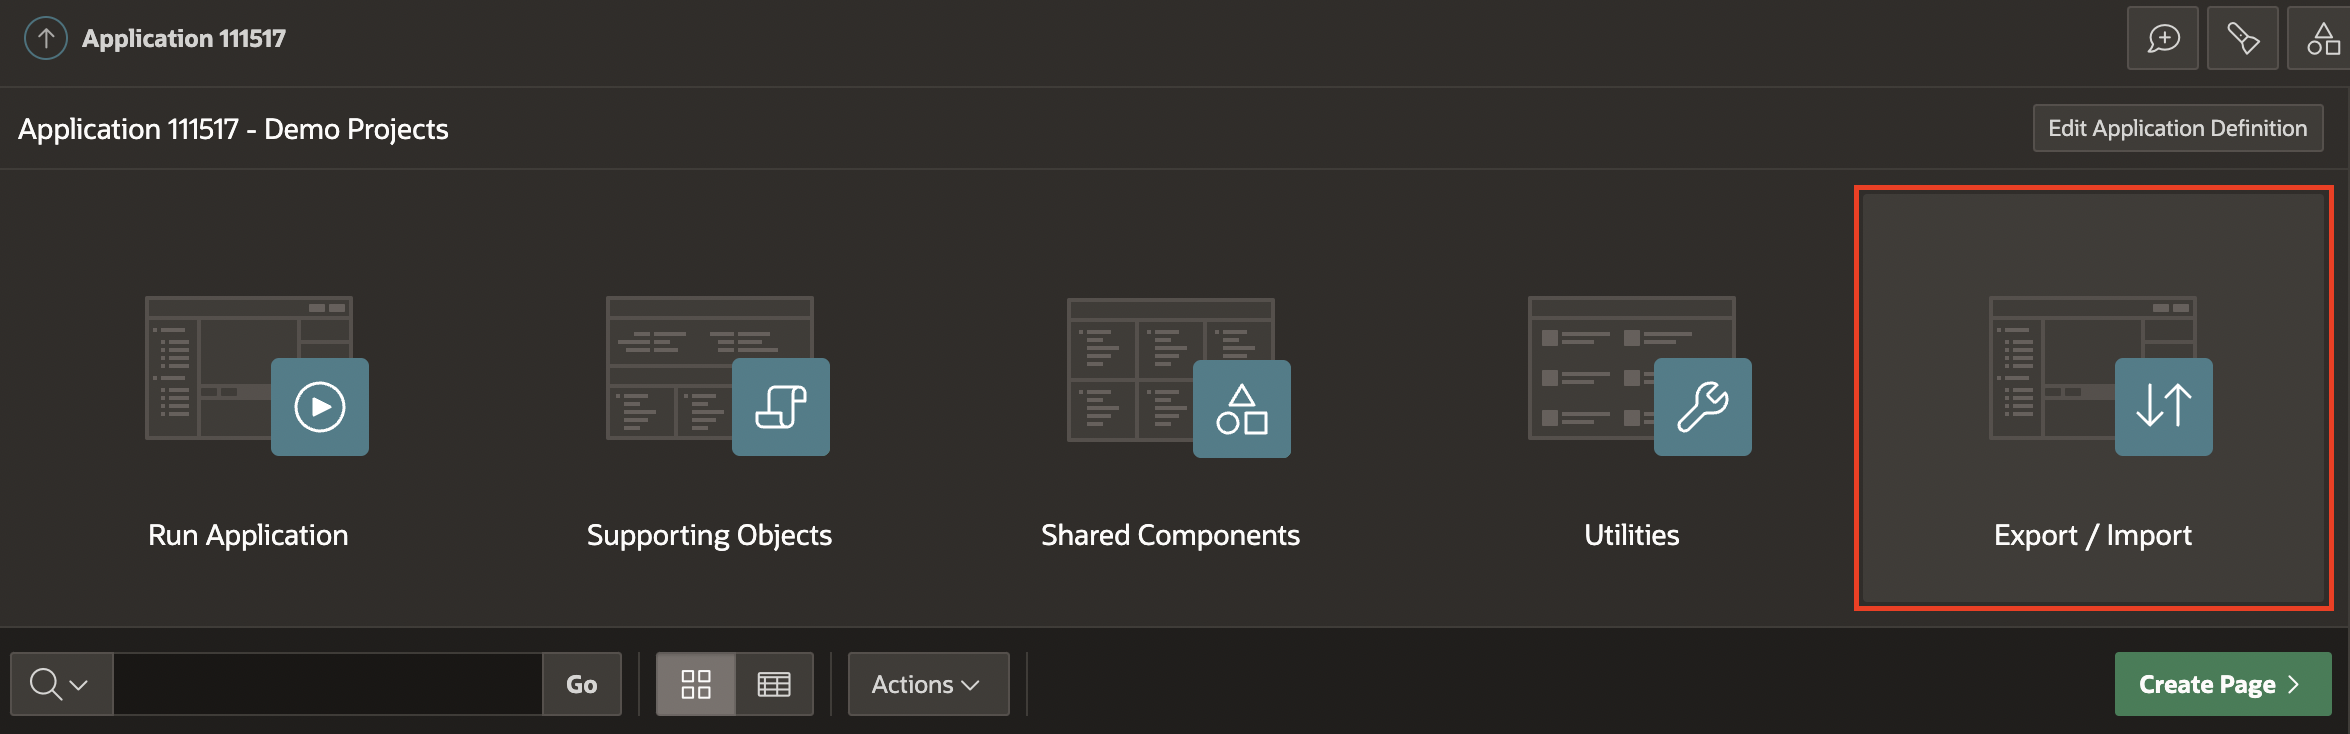 Application 111517
Application 111517 - Demo Projects
Edit Application Definition
Run Application
Supporting Objects
Shared Components
Utilities
Export / Import
Go
Actions
Create Page